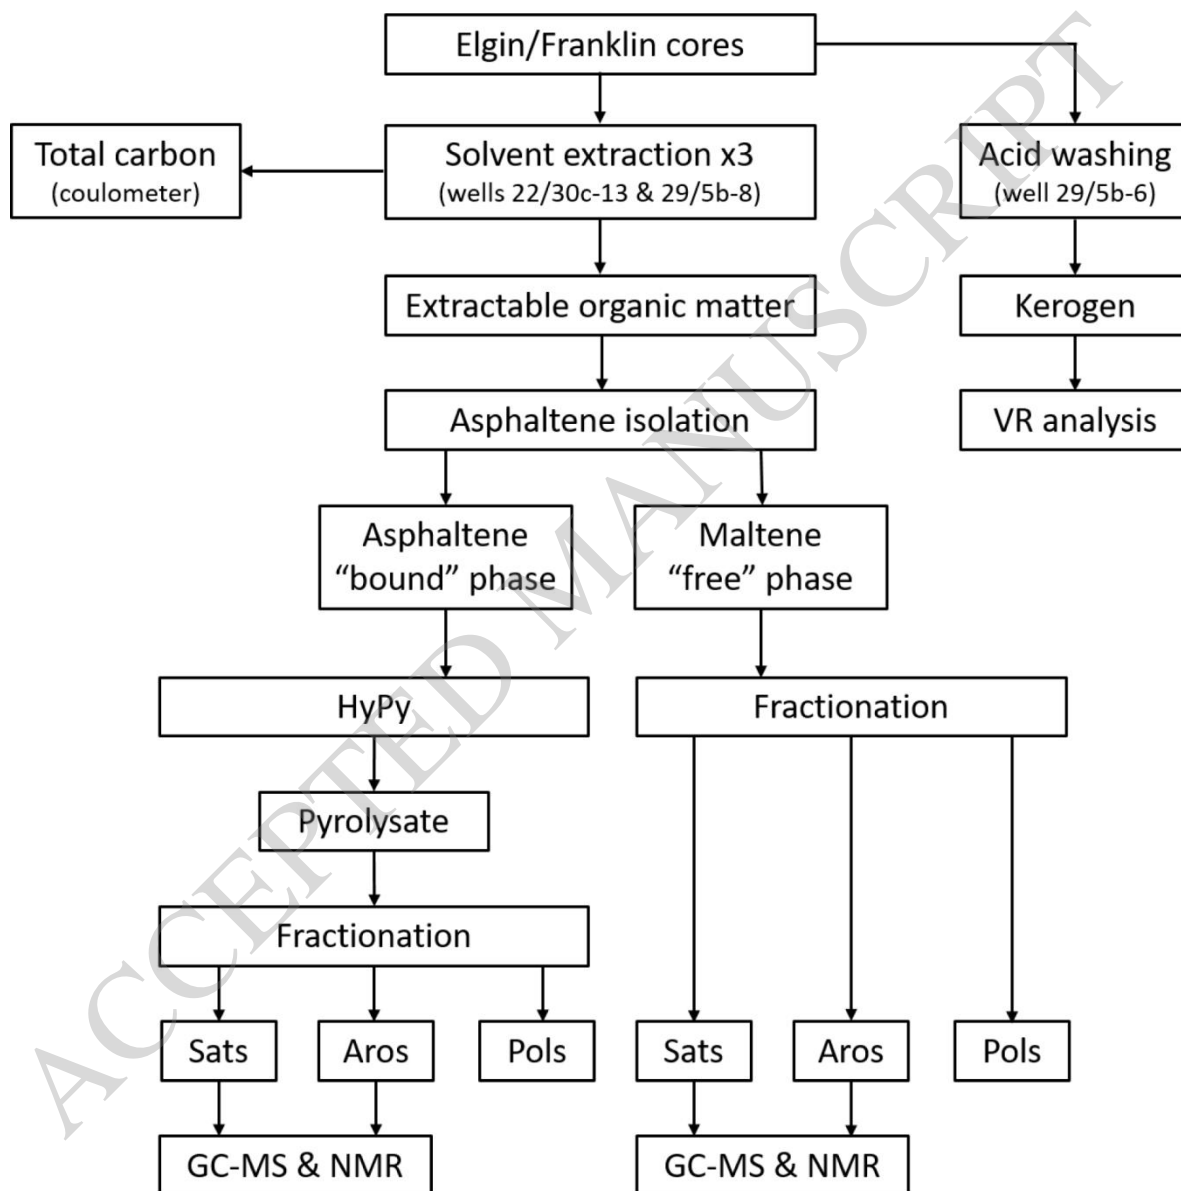 Elgin/Franklin cores
Total carbon
(coulometer)
Solvent extraction x3
(wells 22/30c-13 & 29/5b-8)
Acid washing
(well 29/5b-6)
Extractable organic matter
Kerogen
Asphaltene isolation
VR analysis
Asphaltene
“bound” phase
Maltene
“free” phase
HyPy
Fractionation
Pyrolysate
Fractionation
Sats
Aros
Pols
Sats
Aros
Pols
GC-MS & NMR
GC-MS & NMR
ACCEPTED MANUSCRIPT